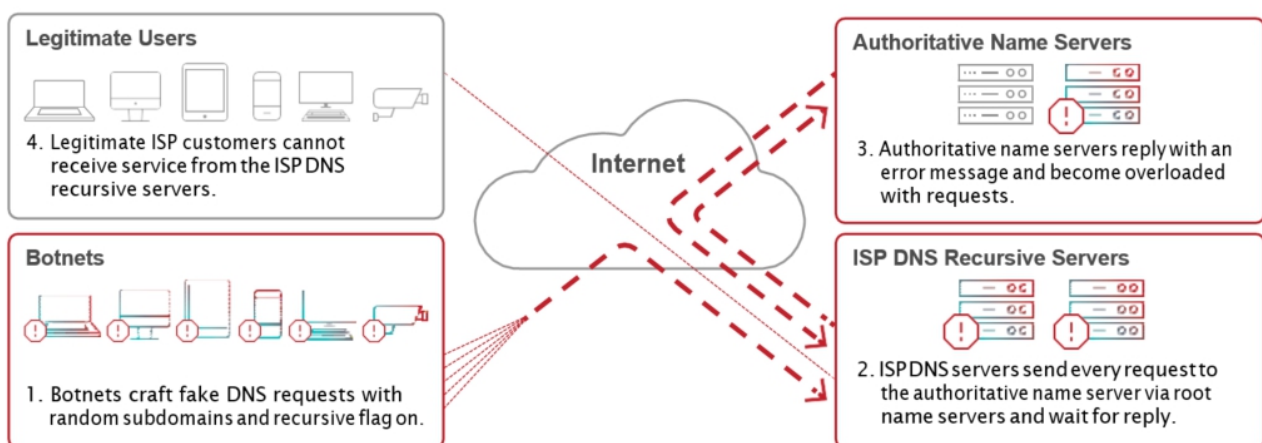 Legitimate Users
4. Legitimate ISP customers cannot
receive service from the ISP DNS
recursive servers.
Internet
Authoritative Name Servers
3. Authoritative name servers reply with an
error message and become overloaded
with requests.
Botnets
1. Botnets craft fake DNS requests with
random subdomains and recursive flag on.
ISP DNS Recursive Servers
2. ISP DNS servers send every request to
the authoritative name server via root
name servers and wait for reply.